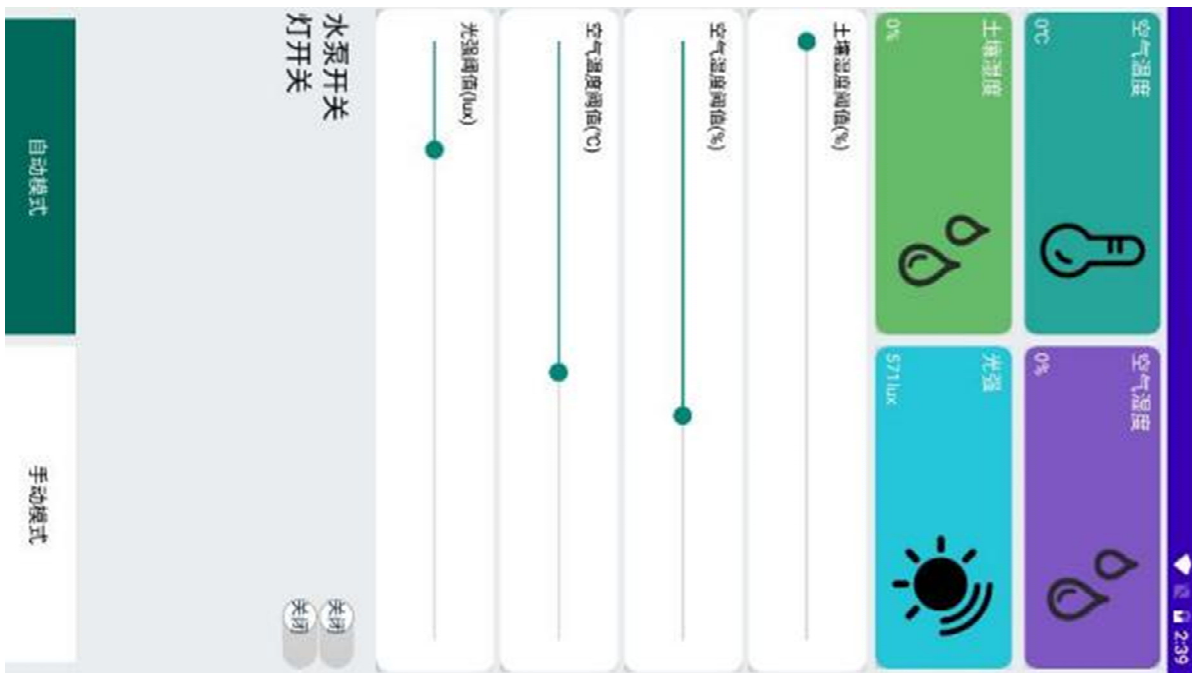 2:39
空气温度
0℃
空气湿度
0%
土壤湿度
0%
光强
571lux
土壤湿度阈值(%)
空气湿度阈值(%)
空气温度阈值(℃)
光强阈值(lux)
水泵开关
关闭
灯开关
关闭
自动模式
手动模式